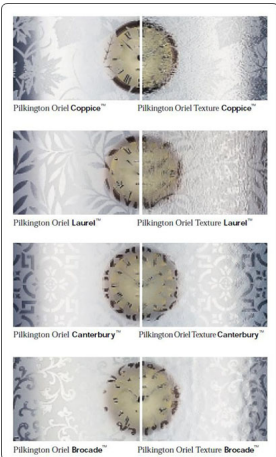 Pilkington Oriel Coppice™ Pilkington Oriel Texture Coppice™
Pilkington Oriel Laurel™ Pilkington Oriel Texture Laurel™
Pilkington Oriel Canterbury™ Pilkington Oriel Texture Canterbury™
Pilkington Oriel Brocade™ Pilkington Oriel Texture Brocade™